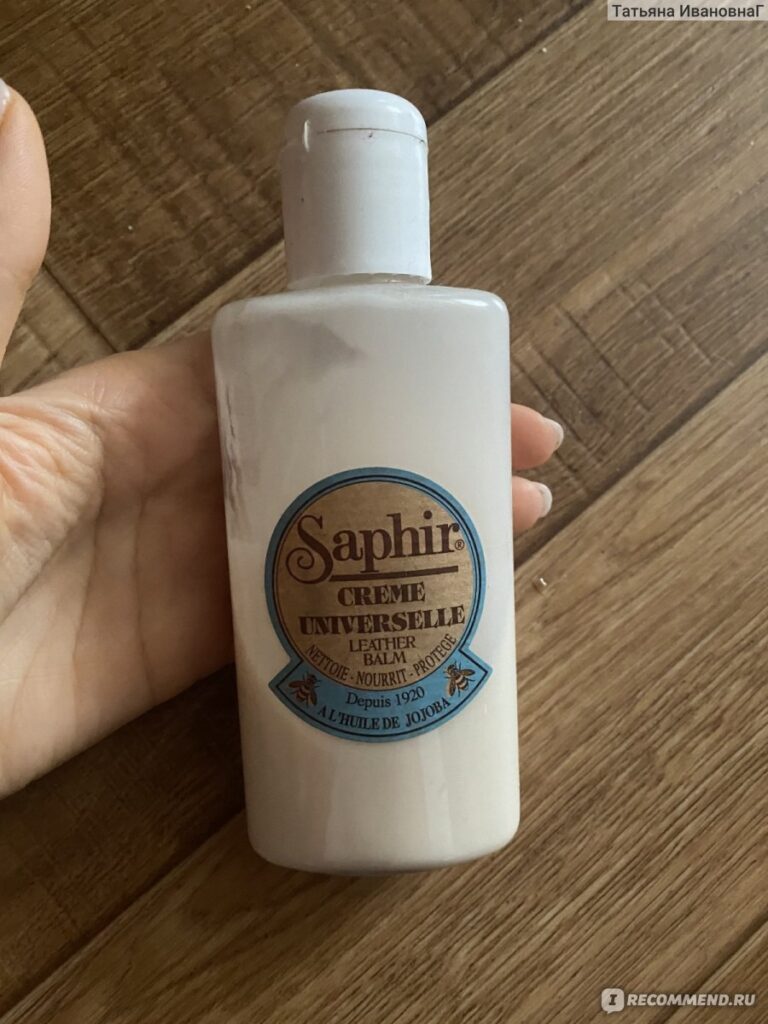 Татьяна ИвановнаГ
Saphir®
CREME
UNIVERSELLE
LEATHER
BALM
NETTOIE - NOURRIT - PROTEGE
Depuis 1920
A L'HUILE DE JOJOBA
I RECOMMEND.RU